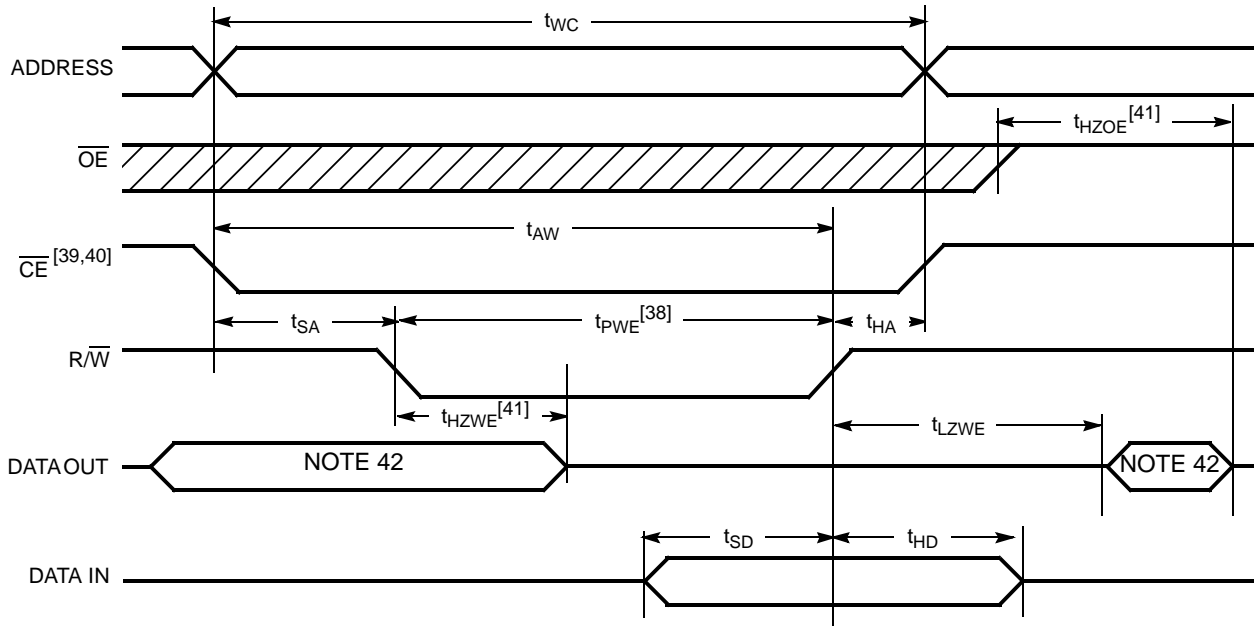 tWC
ADDRESS
tHZOE[41]
OE
tAW
CE [39,40]
tSA
tPWE[38]
tHA
R/W
tHZWE[41]
tLZWE
DATA OUT
NOTE 42
NOTE 42
tSD
tHD
DATA IN